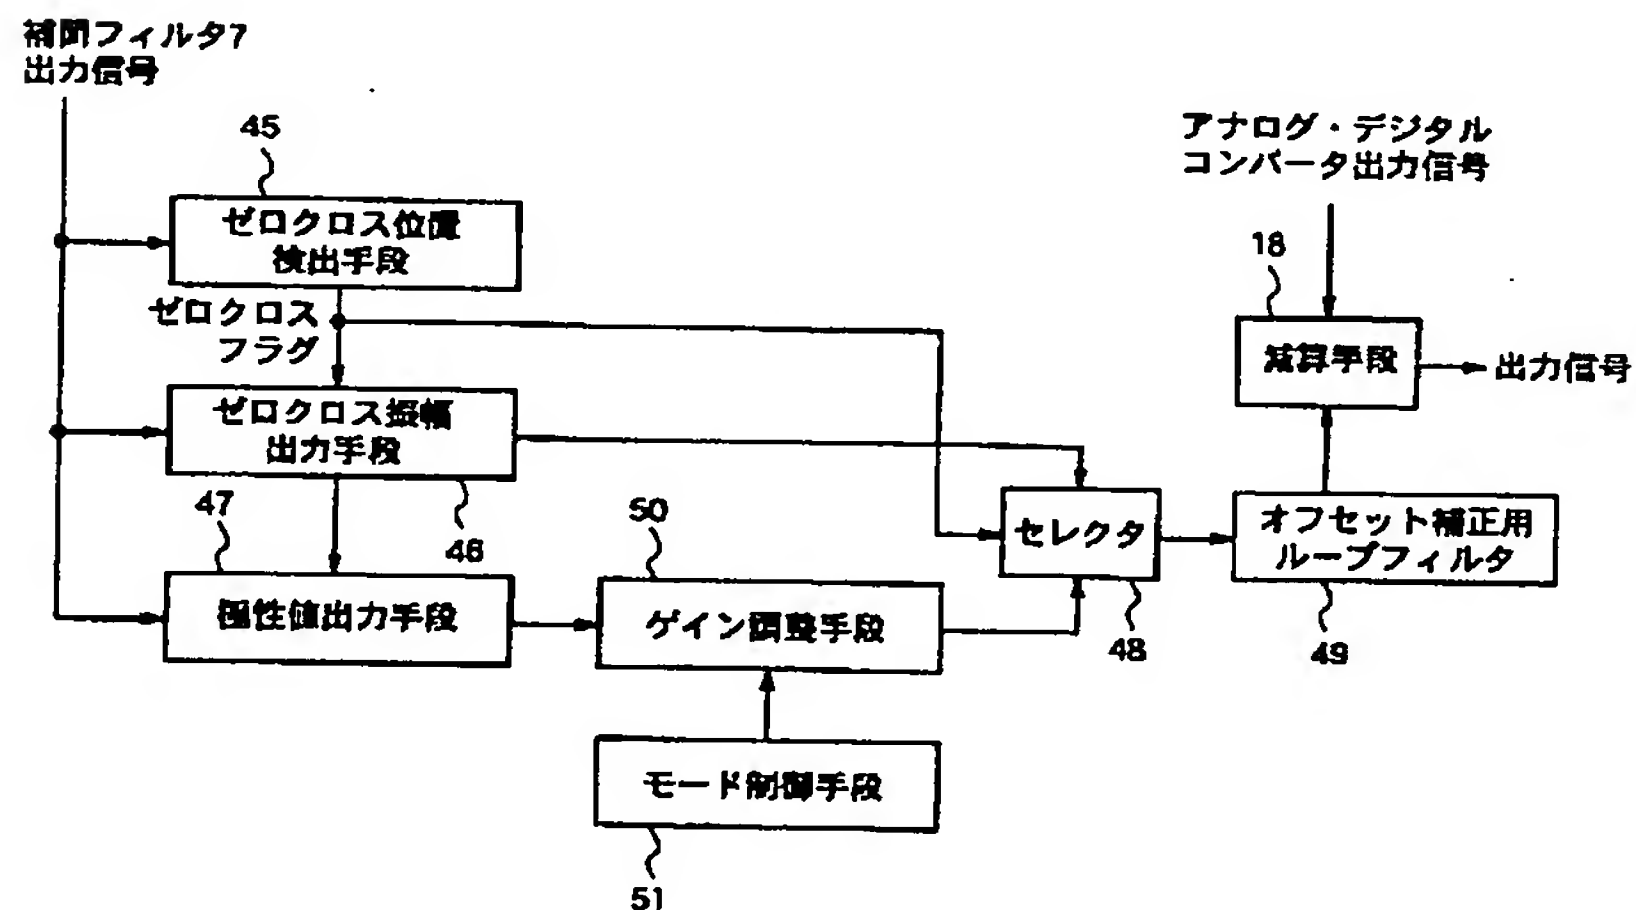 補間フィルタ7
出力信号
45
ゼロクロス位置
検出手段
ゼロクロス
フラグ
ゼロクロス振幅
出力手段
46
47
極性値出力手段
50
ゲイン調整手段
モード制御手段
51
セレクタ
48
アナログ・デジタル
コンバータ出力信号
18
減算手段
出力信号
オフセット補正用
ループフィルタ
49